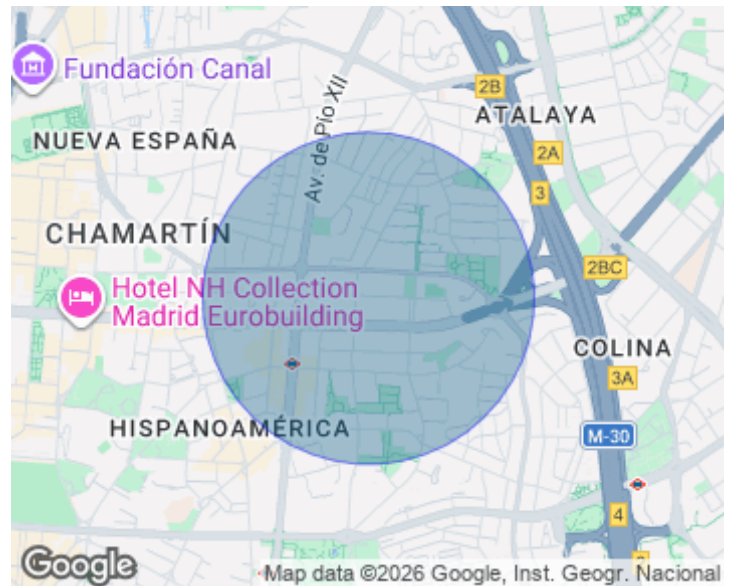 Fundación Canal
2B
ATALAYA
Av. de Pío XII
NUEVA ESPAÑA
2A
3
CHAMARTÍN
2BC
Hotel NH Collection
Madrid Eurobuilding
COLINA
3A
HISPANOAMÉRICA
M-30
4
Google
Map data ©2026 Google, Inst. Geogr. Nacional